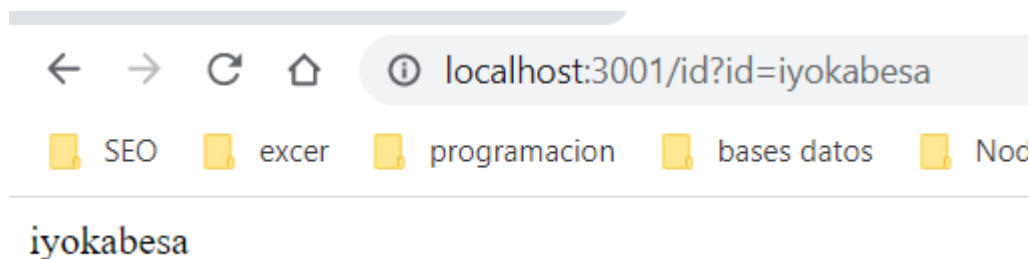 localhost:3001/id?id=iyokabesa
SEO excer programacion bases datos Nod
iyokabesa